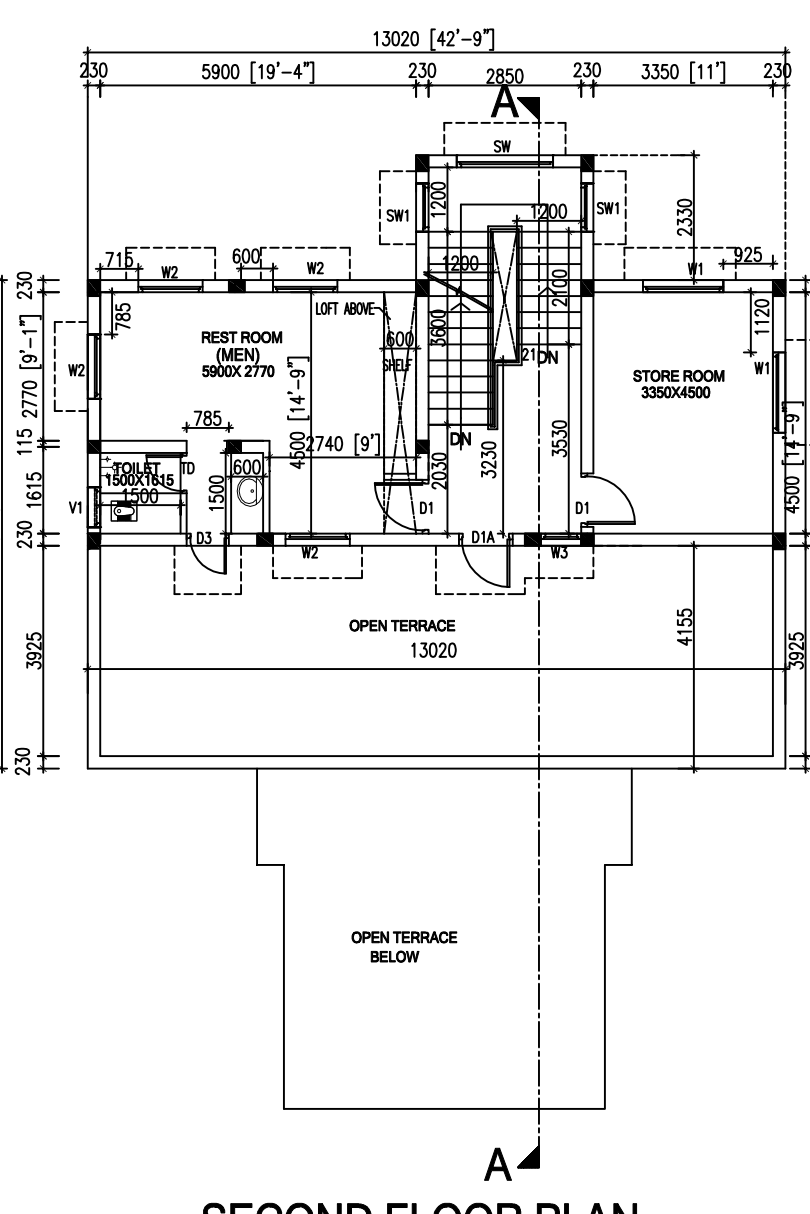 13020 [42'-9"]
230 5900 [19'-4"] 230 2850 230 3350 [11'] 230
A
SW
SW1 1200 1200 SW1 2330
715 W2 600 W2 1200 2100 W1 925
230 785 LOFT ABOVE 3600 1120
REST ROOM
(MEN)
5900X 2770
600
SHELF
21 DN
W2 2770 [9'-1"] 4500 [14'-9"]
STORE ROOM
3350X4500
W1
4500 [14'-9"]
785
2740 [9']
DN
115
TOILET
1500X1615
1500
TD 600 1500
2030 3230 3530
1615 V1 D1 D1
230 D3 W2 D1A W3
OPEN TERRACE
13020
3925 4155 3925
230
OPEN TERRACE
BELOW
A
SECOND FLOOR PLAN